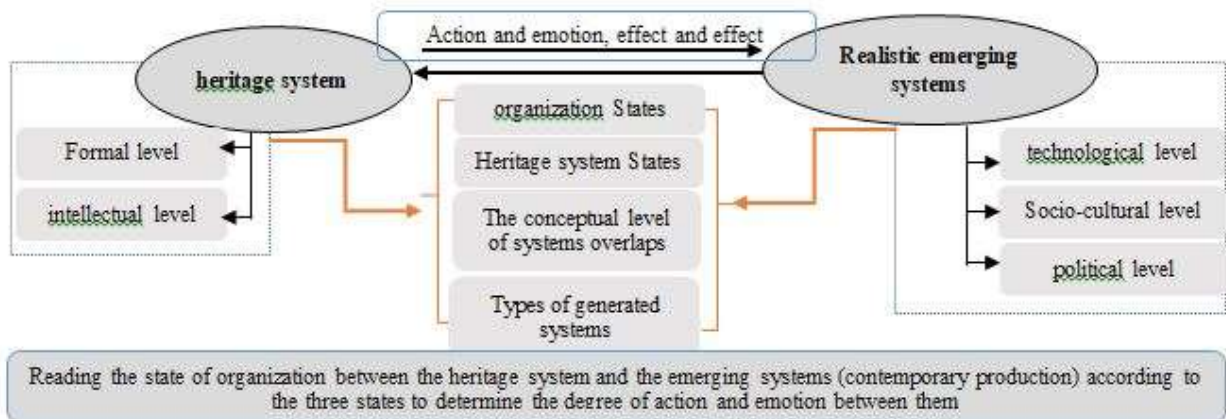 Action and emotion, effect and effect
heritage system
Realistic emerging
systems
Formal level
intellectual level
organization States
Heritage system States
The conceptual level
of systems overlaps
Types of generated
systems
technological level
Socio-cultural level
political level
Reading the state of organization between the heritage system and the emerging systems (contemporary production) according to
the three states to determine the degree of action and emotion between them